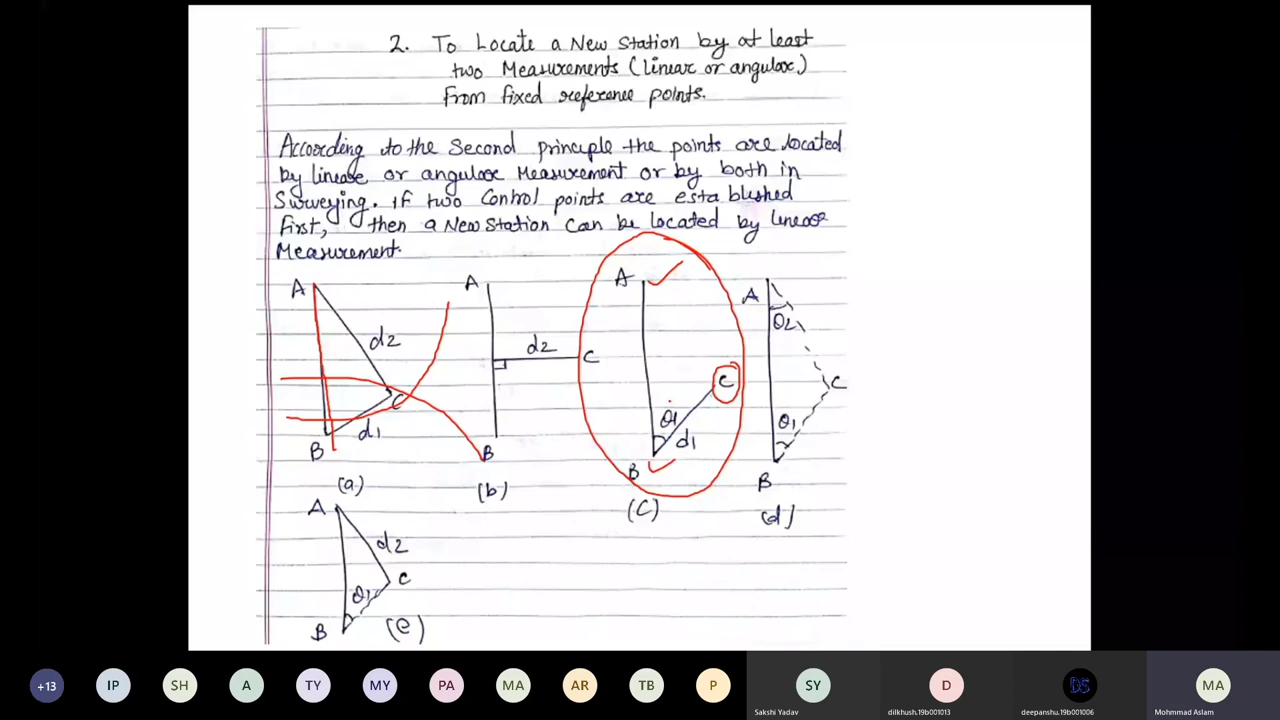 2. To Locate a New Station by at least
two Measurements (linear or angular)
From fixed reference points.
According to the Second principle the points are located
by linear or angular Measurement or by both in
Surveying. If two Control points are established
First, then a New Station can be located by linear
Measurement.
A d2 C d1 B (a)
A d2 C B (b)
A C θ1 d1 B (C)
A θ2 C θ1 B (d)
A d2 C θ1 B (e)
+13 IP SH A TY MY PA MA AR TB P SY D DS MA
Sakshi Yadav dilkhush.19b001013 deepanshu.19b001006 Mohmmad Aslam